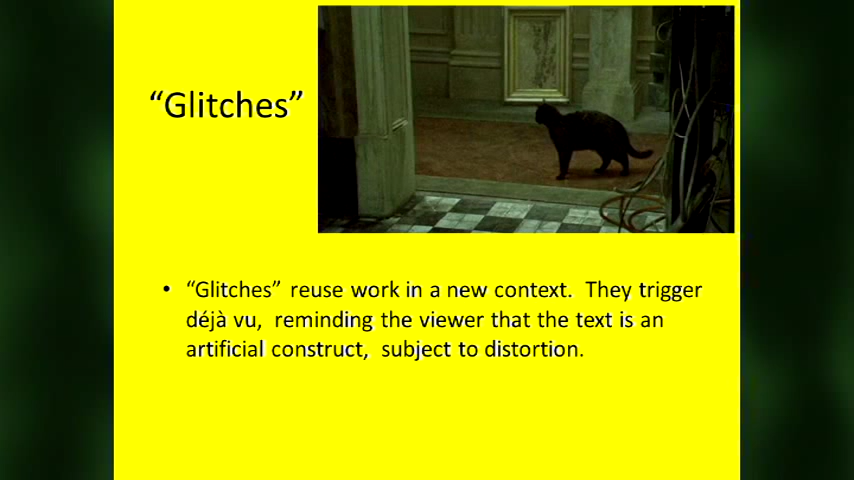 “Glitches”
• “Glitches” reuse work in a new context. They trigger
déjà vu, reminding the viewer that the text is an
artificial construct, subject to distortion.